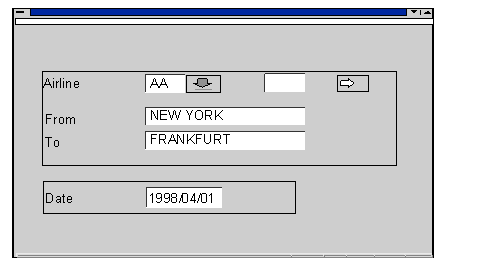 Airline AA
From NEW YORK
To FRANKFURT
Date 1998/04/01